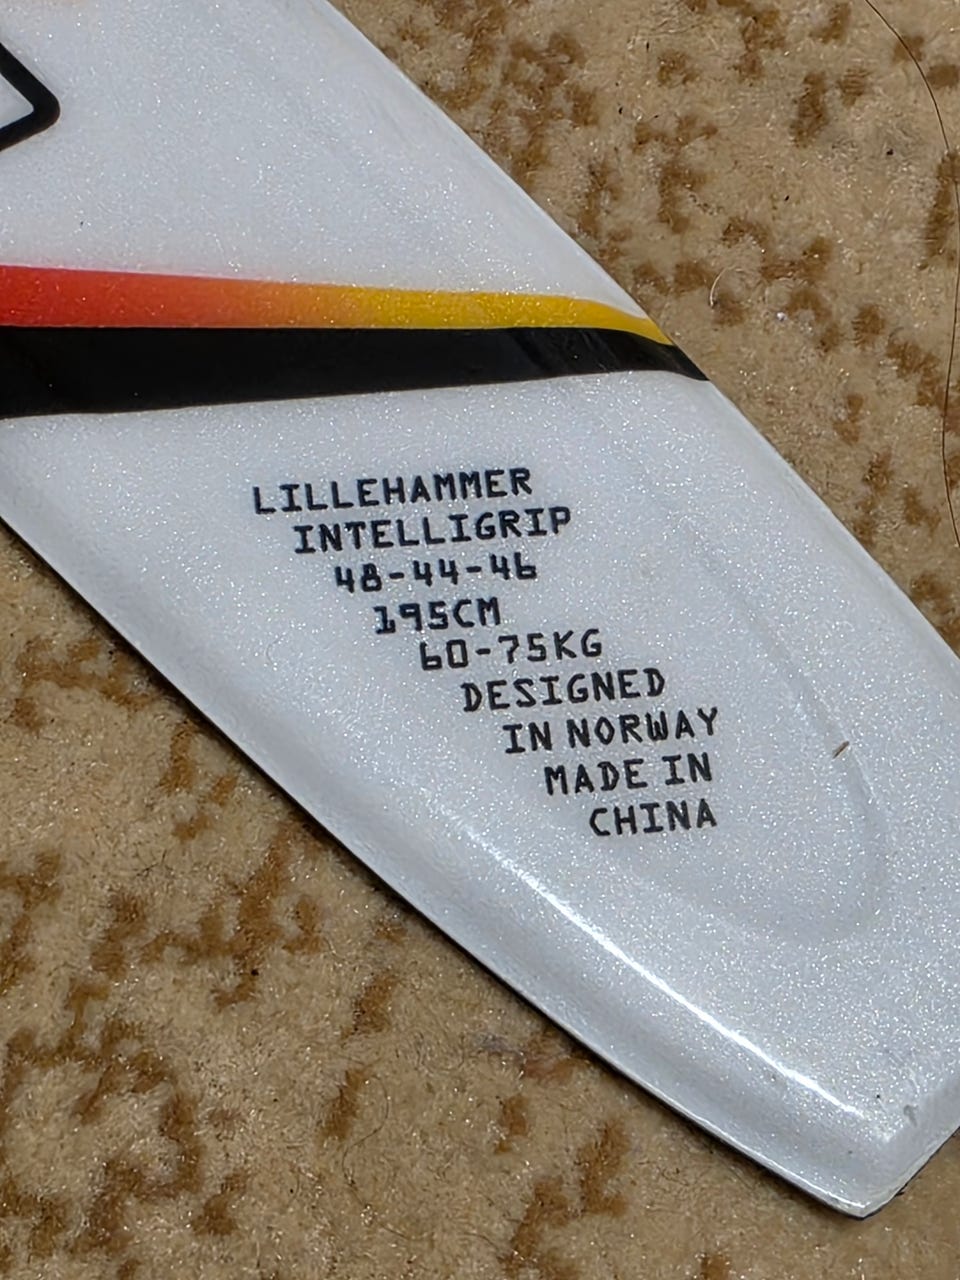 LILLEHAMMER
INTELLIGRIP
48-44-46
195CM
60-75KG
DESIGNED
IN NORWAY
MADE IN
CHINA